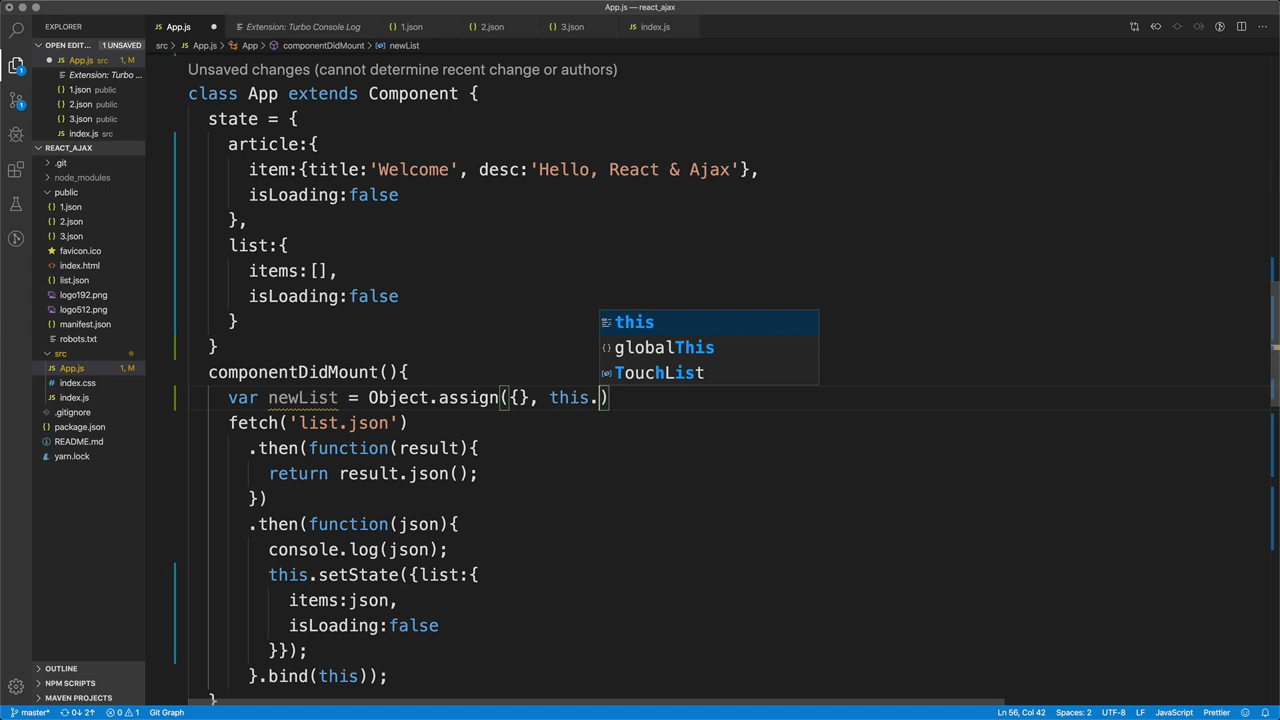 App.js — react_ajax
EXPLORER
App.js
Extension: Turbo Console Log
1.json
2.json
3.json
index.js
OPEN EDIT... 1 UNSAVED
App.js src 1, M
Extension: Turbo ...
1.json public
2.json public
3.json public
index.js src
REACT_AJAX
.git
node_modules
public
1.json
2.json
3.json
favicon.ico
index.html
list.json
logo192.png
logo512.png
manifest.json
robots.txt
src
App.js 1, M
index.css
index.js
.gitignore
package.json
README.md
yarn.lock
OUTLINE
NPM SCRIPTS
MAVEN PROJECTS
src > App.js > App > componentDidMount > newList
Unsaved changes (cannot determine recent change or authors)
class App extends Component {
state = {
article:{
item:{title:'Welcome', desc:'Hello, React & Ajax'},
isLoading:false
},
list:{
items:[],
isLoading:false
}
}
this
globalThis
TouchList
componentDidMount(){
var newList = Object.assign({}, this.)
fetch('list.json')
.then(function(result){
return result.json();
})
.then(function(json){
console.log(json);
this.setState({list:{
items:json,
isLoading:false
}});
}.bind(this));
}
master* 0↓ 2↑ 0 1 Git Graph
Ln 56, Col 42 Spaces: 2 UTF-8 LF JavaScript Prettier